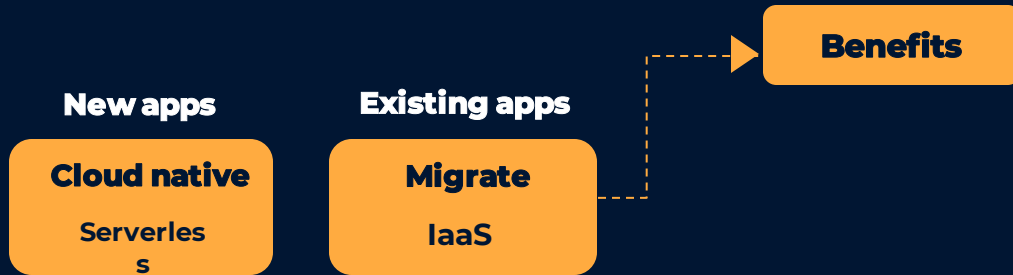 Benefits
New apps
Existing apps
Cloud native
Migrate
Serverles
s
IaaS